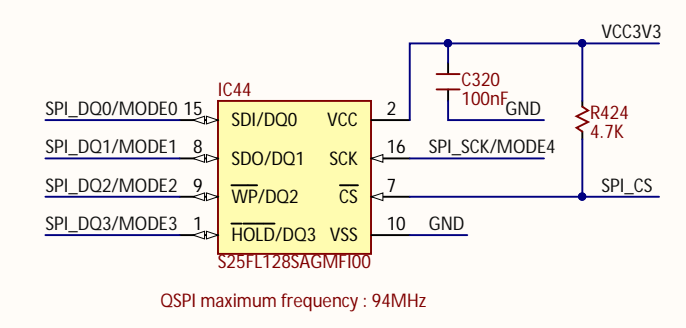 VCC3V3
C320
100nF
GND
R424
4.7K
IC44
SPI_DQ0/MODE0 15 SDI/DQ0 VCC 2
SPI_DQ1/MODE1 8 SDO/DQ1 SCK 16 SPI_SCK/MODE4
SPI_DQ2/MODE2 9 WP/DQ2 CS 7 SPI_CS
SPI_DQ3/MODE3 1 HOLD/DQ3 VSS 10 GND
S25FL128SAGMFI00
QSPI maximum frequency : 94MHz